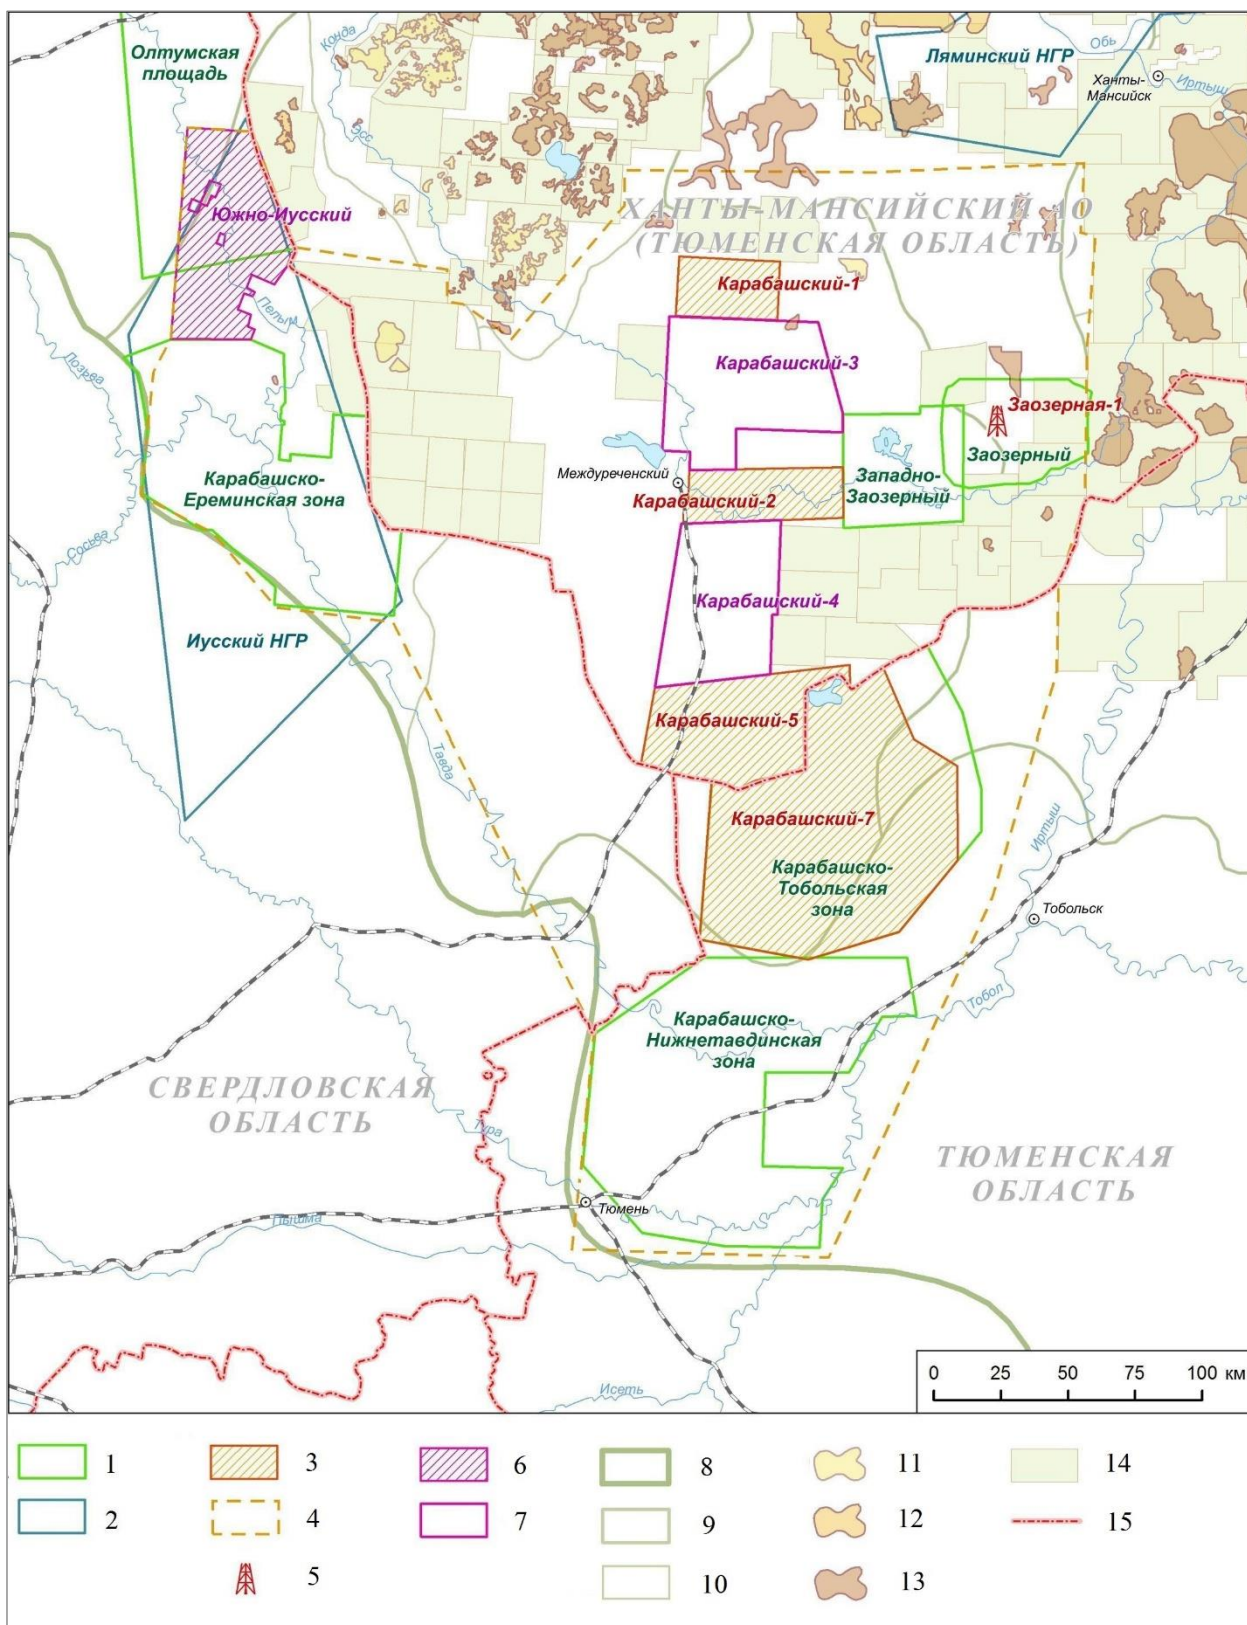 Олтумская
площадь
Конда
Эсс
Ляминский НГР
Обь
Ханты-
Мансийск
Иртыш
ХАНТЫ-МАНСИЙСКИЙ АО
(ТЮМЕНСКАЯ ОБЛАСТЬ)
Южно-Иусский
Пелым
Лозьва
Карабашский-1
Карабашский-3
Заозерная-1
Заозерный
Западно-
Заозерный
Междуреченский
Карабашский-2
Карабашско-
Ереминская зона
Сосьва
Карабашский-4
Иусский НГР
Карабашский-5
Тавда
Карабашский-7
Карабашско-
Тобольская
зона
Иртыш
Тобольск
Тобол
Карабашско-
Нижнетавдинская
зона
СВЕРДЛОВСКАЯ
ОБЛАСТЬ
Тура
ТЮМЕНСКАЯ
ОБЛАСТЬ
Тюмень
Пышма
Исеть
0 25 50 75 100 км
1 3 6 8 11 14
2 4 7 9 12 15
5 10 13